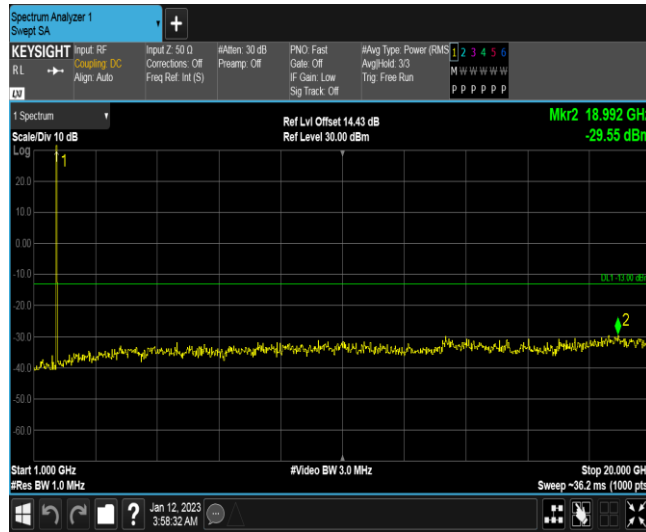 Spectrum Analyzer 1
Swept SA
+
KEYSIGHT Input: RF Input Z: 50 Ω #Atten: 30 dB PNO: Fast #Avg Type: Power (RMS 1 2 3 4 5 6
RL Coupling: DC Corrections: Off Preamp: Off Gate: Off Avg|Hold: 3/3 M W W W W W
Align: Auto Freq Ref: Int (S) IF Gain: Low Trig: Free Run
LXI Sig Track: Off P P P P P P
1 Spectrum Ref Lvl Offset 14.43 dB Mkr2 18.992 GHz
Scale/Div 10 dB Ref Level 30.00 dBm -29.55 dBm
Log
1
20.0
10.0
0.00
-10.0
DL1 -13.00 dBm
-20.0
2
-30.0
-40.0
-50.0
-60.0
Start 1.000 GHz #Video BW 3.0 MHz Stop 20.000 GHz
#Res BW 1.0 MHz Sweep ~36.2 ms (1000 pts)
? Jan 12, 2023
3:58:32 AM